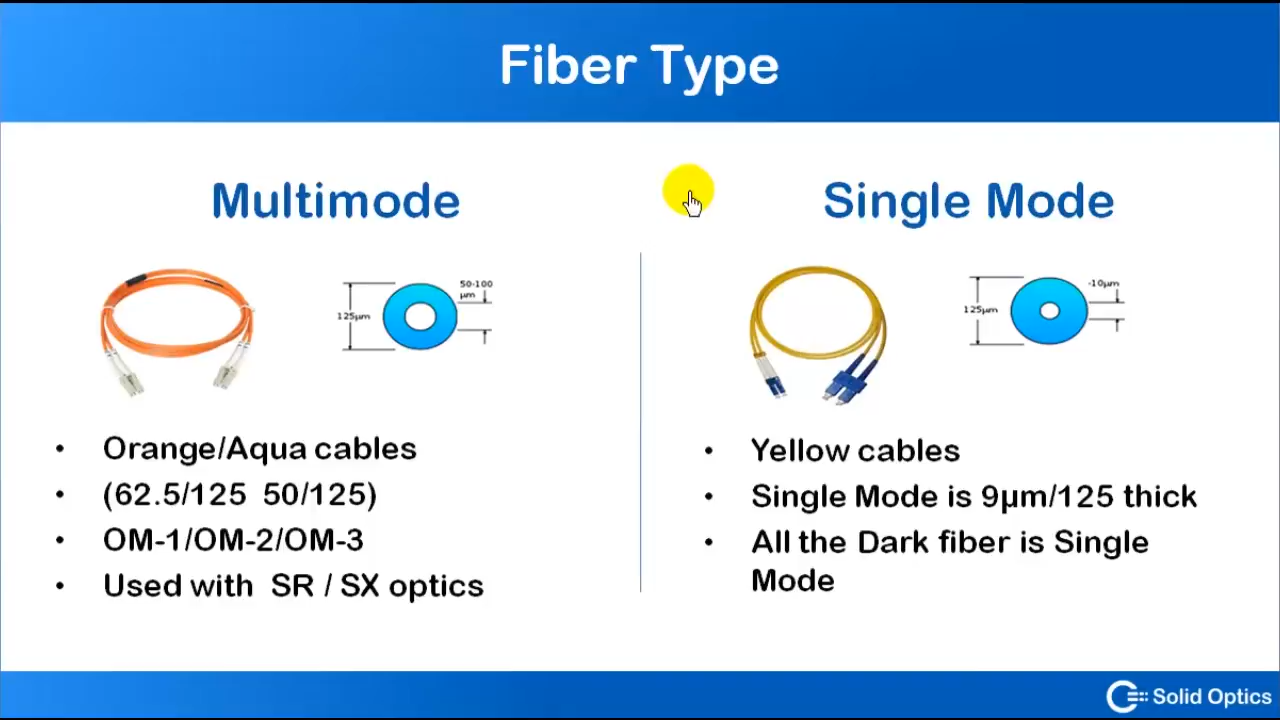 Fiber Type
Multimode
Single Mode
50-100
µm
125µm
-10µm
125µm
• Orange/Aqua cables
• (62.5/125  50/125)
• OM-1/OM-2/OM-3
• Used with  SR / SX optics
• Yellow cables
• Single Mode is 9µm/125 thick
• All the Dark fiber is Single
Mode
Solid Optics